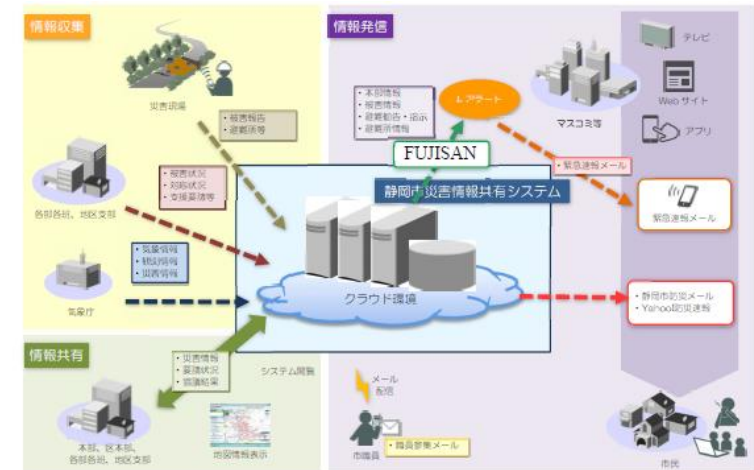 情報収集
災害現場
・被害報告
・避難所等
各部各班、地区支部
・被害状況
・対応状況
・支援要請等
気象庁
・気象情報
・観測情報
・災害情報
情報共有
・災害情報
・要請状況
・協議結果
システム閲覧
本部、区本部、
各部各班、地区支部
地図情報表示
情報発信
・本部情報
・被害情報
・避難勧告・指示
・避難所情報
Lアラート
FUJISAN
静岡市災害情報共有システム
クラウド環境
マスコミ等
・緊急速報メール
テレビ
Webサイト
アプリ
緊急速報メール
・静岡市防災メール
・Yahoo!防災速報
メール
配信
市職員
・職員参集メール
市民